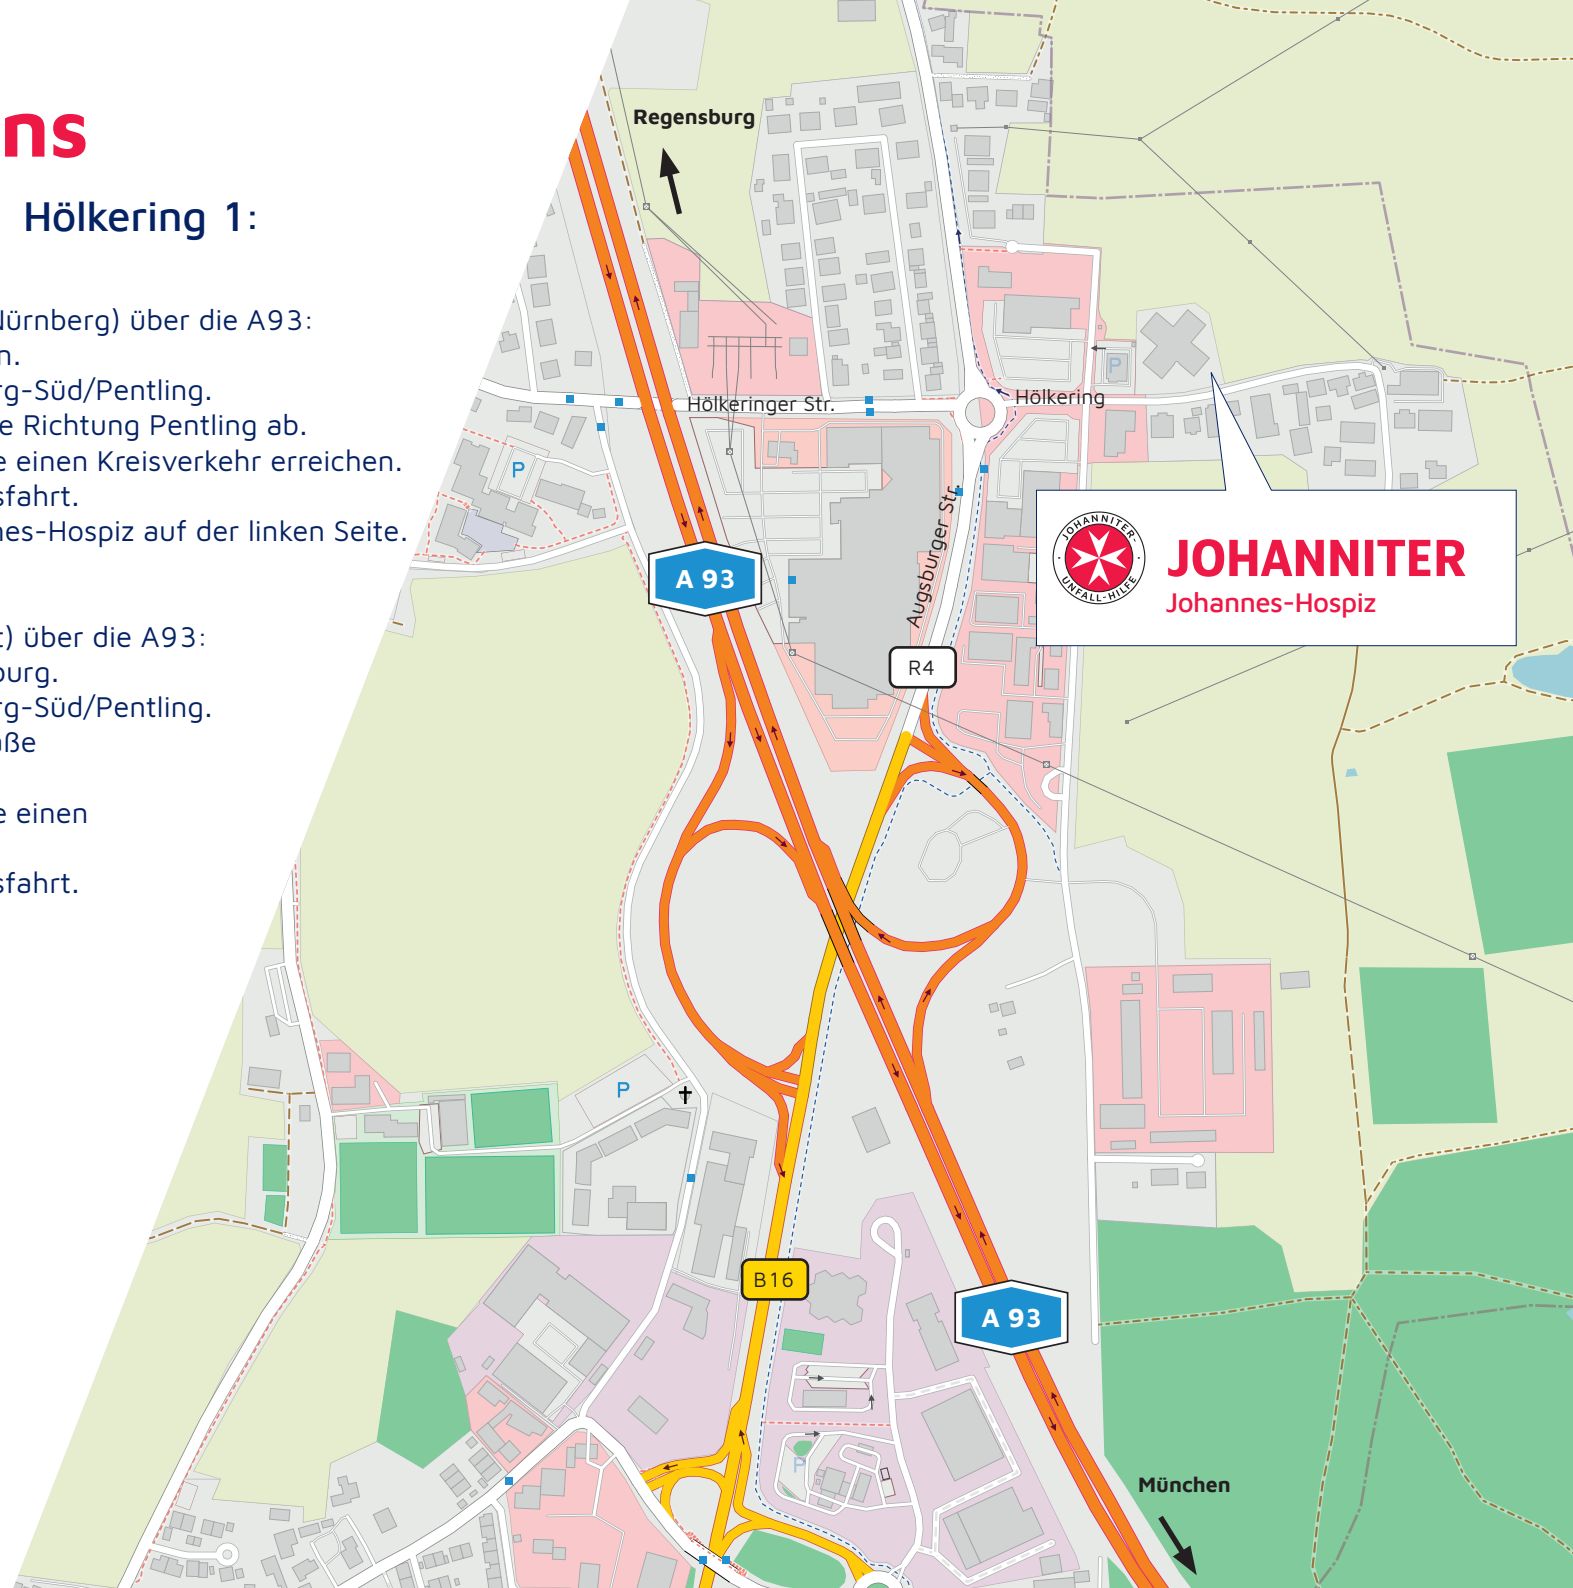 ns
Hölkering 1:
Nürnberg) über die A93:
n.
rg-Süd/Pentling.
e Richtung Pentling ab.
e einen Kreisverkehr erreichen.
sfahrt.
nes-Hospiz auf der linken Seite.
t) über die A93:
burg.
rg-Süd/Pentling.
aße
e einen
sfahrt.
Regensburg
Hölkeringer Str.
Hölkering
P
P
Augsburger Str.
A 93
JOHANNITER-
UNFALL-HILFE
JOHANNITER
Johannes-Hospiz
R4
P
B16
A 93
P
München